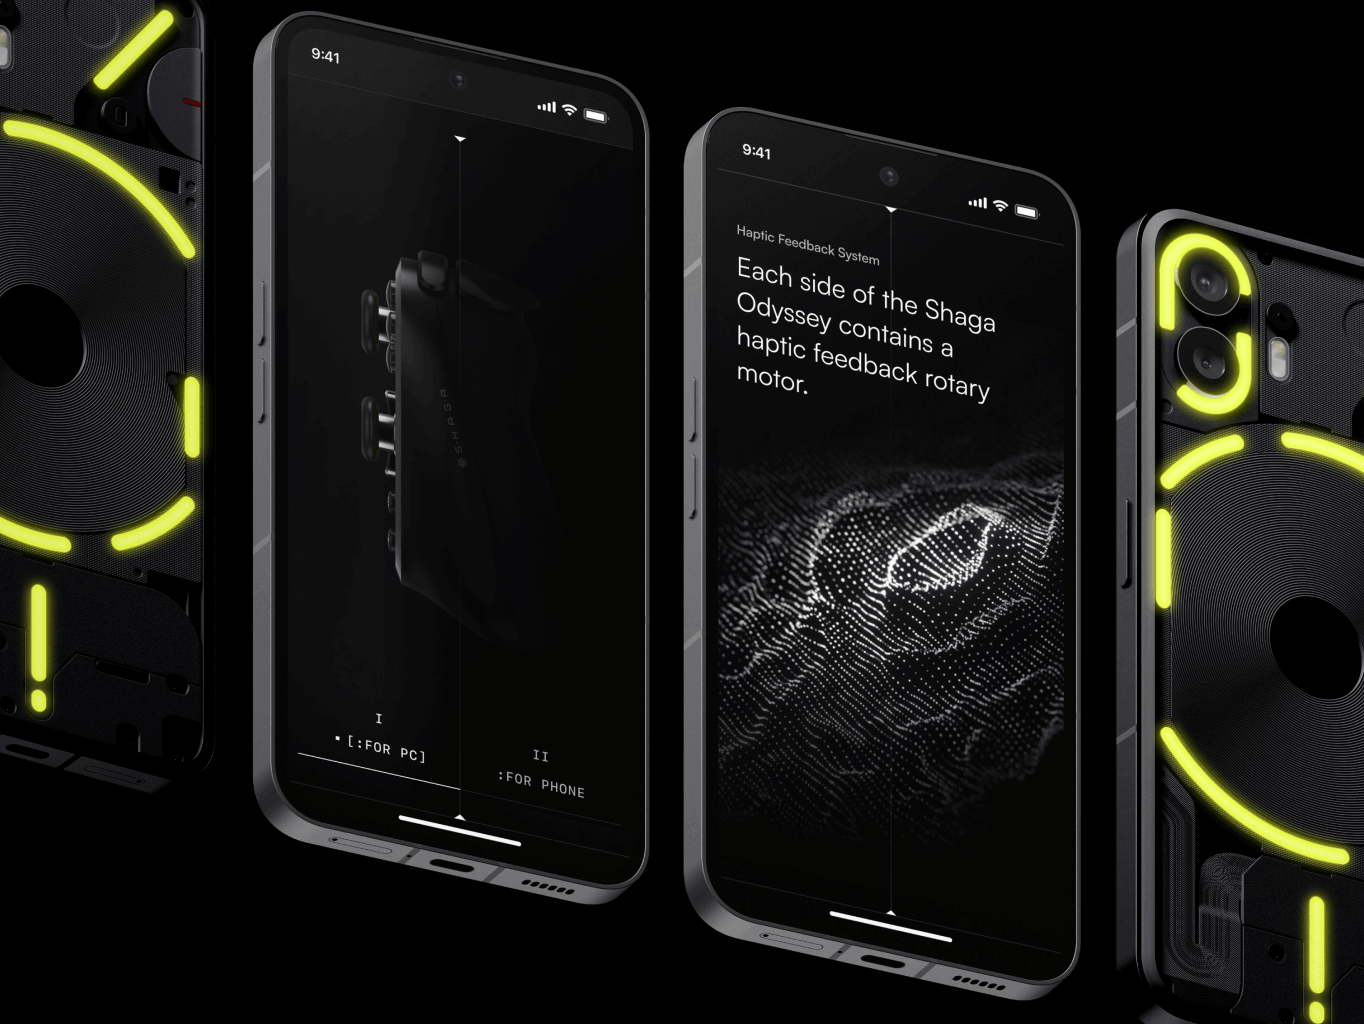 9:41
SHAGA
I
[:FOR PC]
II
:FOR PHONE
9:41
Haptic Feedback System
Each side of the Shaga
Odyssey contains a
haptic feedback rotary
motor.